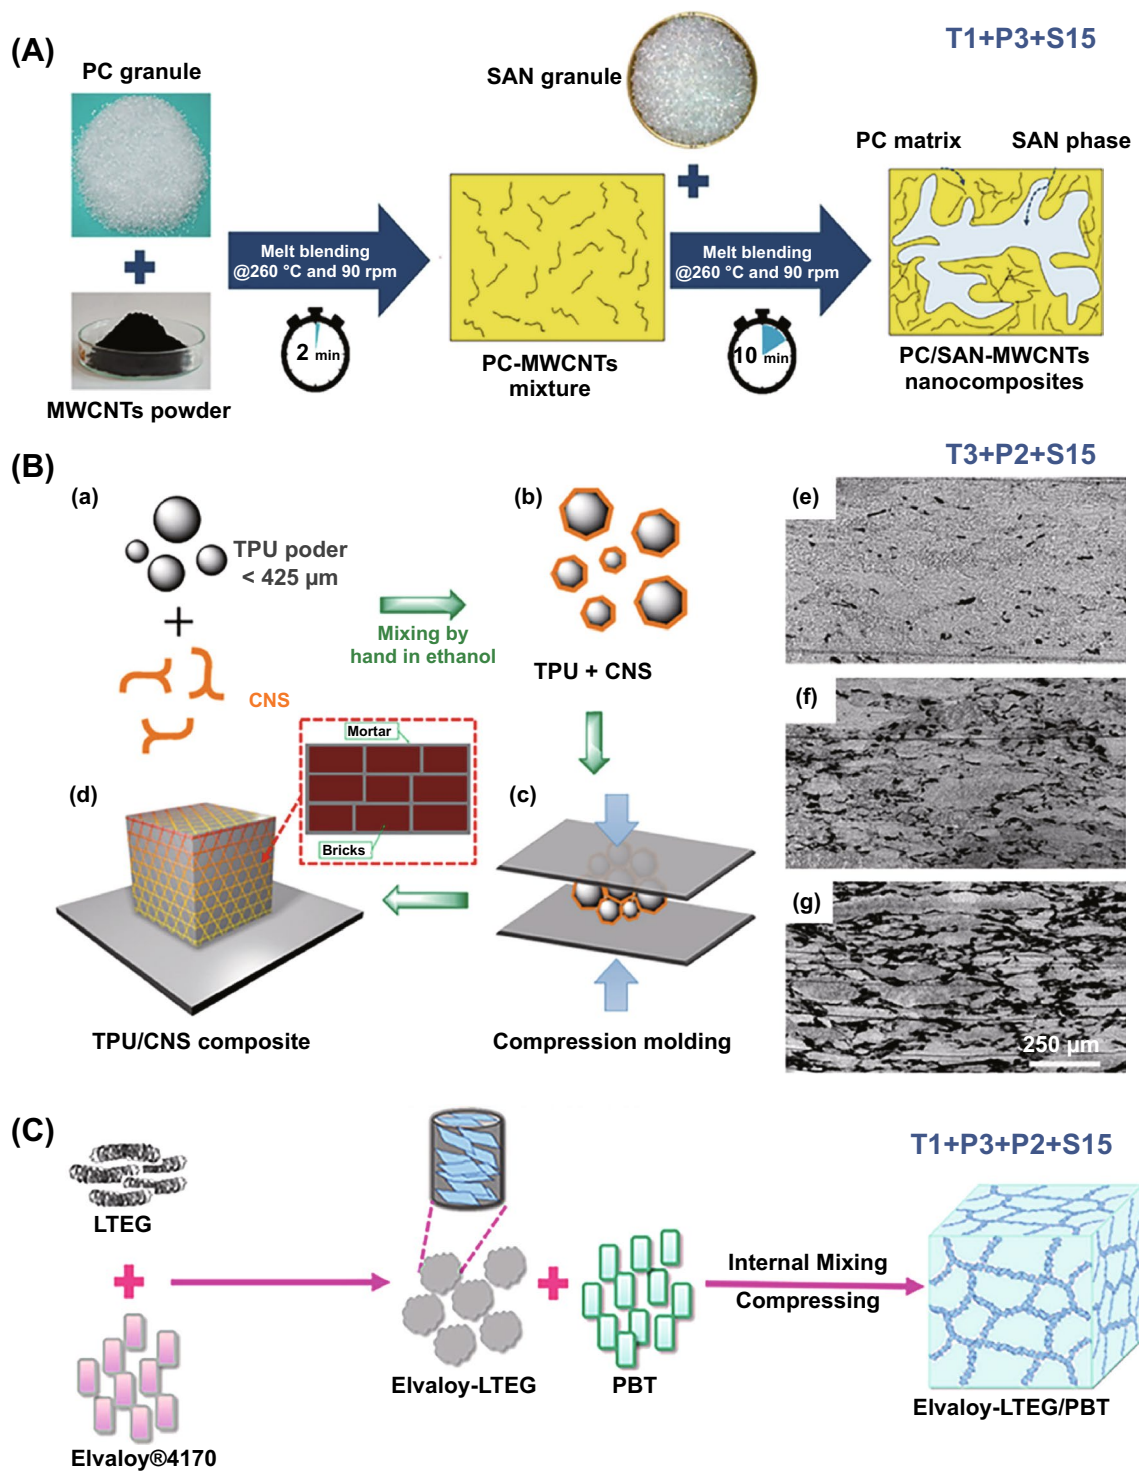 (A)
T1+P3+S15
PC granule
SAN granule
PC matrix
SAN phase
Melt blending
@260 °C and 90 rpm
Melt blending
@260 °C and 90 rpm
2 min
10 min
PC-MWCNTs
mixture
PC/SAN-MWCNTs
nanocomposites
MWCNTs powder
(B)
T3+P2+S15
(a)
(b)
(e)
TPU poder
< 425 µm
Mixing by
hand in ethanol
TPU + CNS
CNS
(f)
Mortar
Bricks
(d)
(c)
(g)
250 µm
TPU/CNS composite
Compression molding
(C)
T1+P3+P2+S15
LTEG
Internal Mixing
Compressing
Elvaloy-LTEG
PBT
Elvaloy-LTEG/PBT
Elvaloy®4170